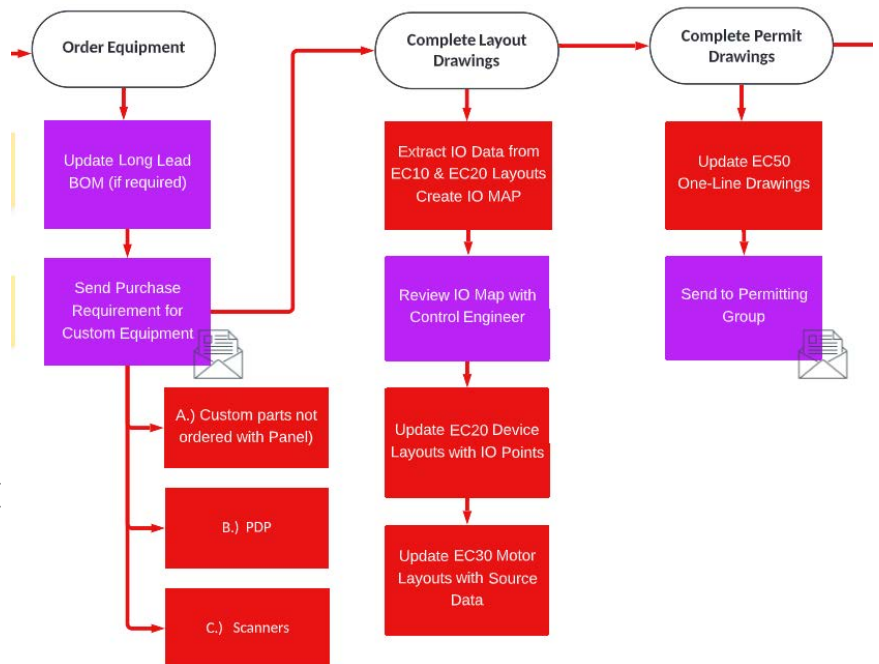 Order Equipment
Update Long Lead
BOM (if required)
Send Purchase
Requirement for
Custom Equipment
A.) Custom parts not
ordered with Panel)
B.) PDP
C.) Scanners
Complete Layout
Drawings
Extract IO Data from
EC10 & EC20 Layouts
Create IO MAP
Review IO Map with
Control Engineer
Update EC20 Device
Layouts with IO Points
Update EC30 Motor
Layouts with Source
Data
Complete Permit
Drawings
Update EC50
One-Line Drawings
Send to Permitting
Group